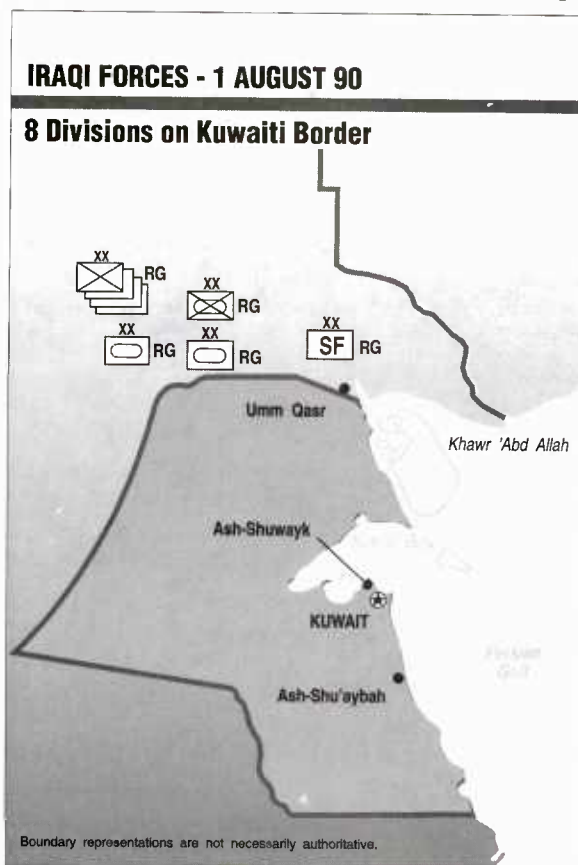 IRAQI FORCES - 1 AUGUST 90
8 Divisions on Kuwaiti Border
XX
RG
XX
RG
XX
RG
XX
RG
XX
SF RG
Umm Qasr
Khawr 'Abd Allah
Ash-Shuwayk
KUWAIT
Persian
Gulf
Ash-Shu'aybah
Boundary representations are not necessarily authoritative.